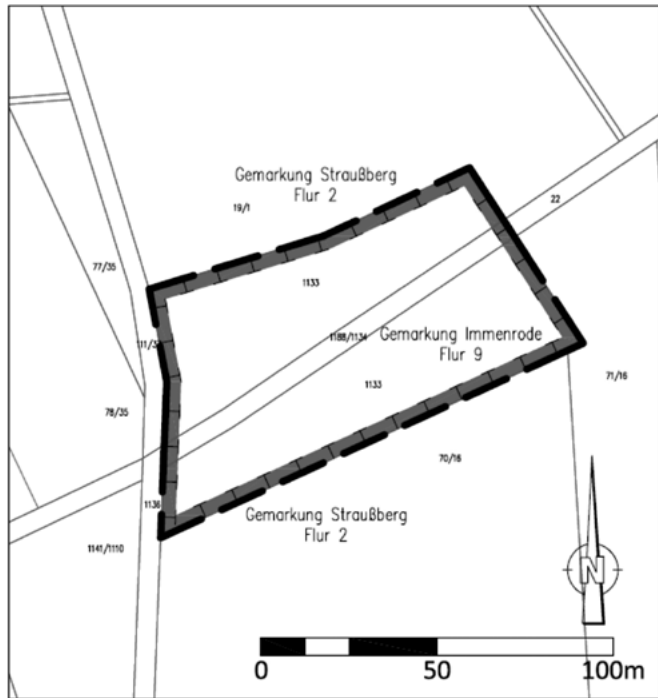 Gemarkung Straußberg
Flur 2
19/1
22
77/35
1133
1188/1134
Gemarkung Immenrode
Flur 9
71/16
1133
78/35
70/16
1136
Gemarkung Straußberg
Flur 2
1141/1110
N
0 50 100m